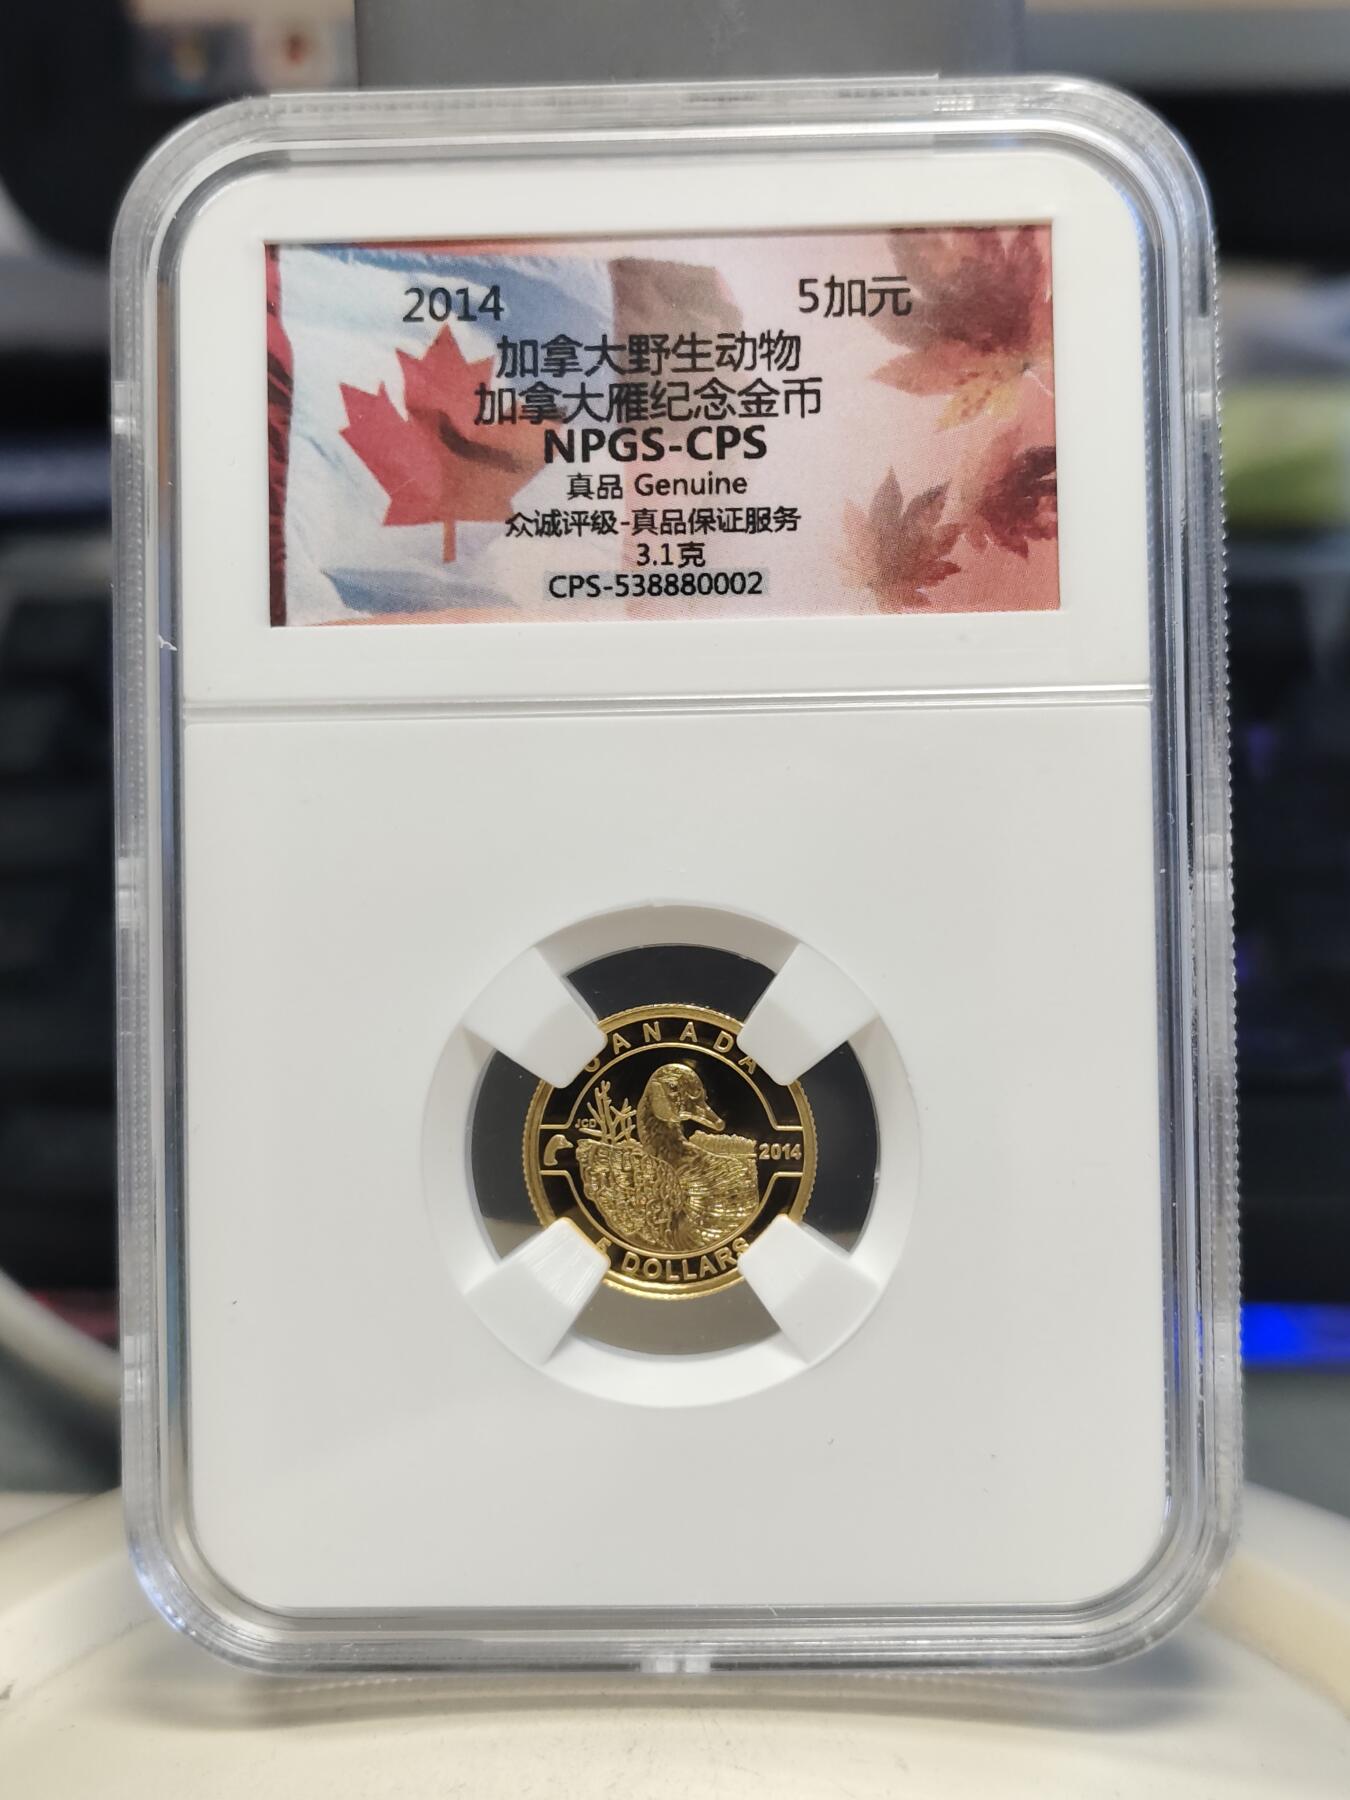 2014 5加元
加拿大野生动物
加拿大雁纪念金币
NPGS-CPS
真品 Genuine
众诚评级-真品保证服务
3.1克
CPS-538880002
CANADA
JCD
2014
5 DOLLARS